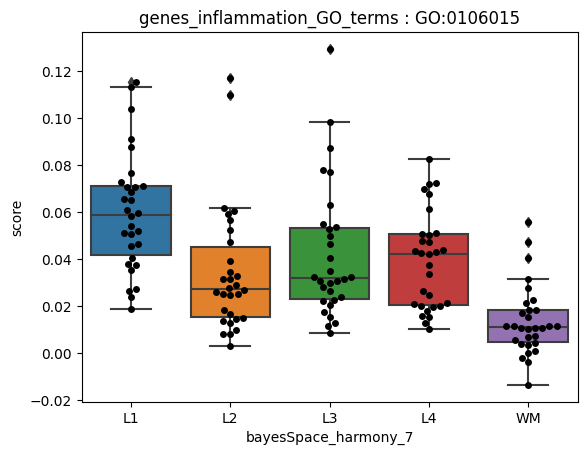 genes_inflammation_GO_terms : GO:0106015
score
0.12
0.10
0.08
0.06
0.04
0.02
0.00
−0.02
L1 L2 L3 L4 WM
bayesSpace_harmony_7